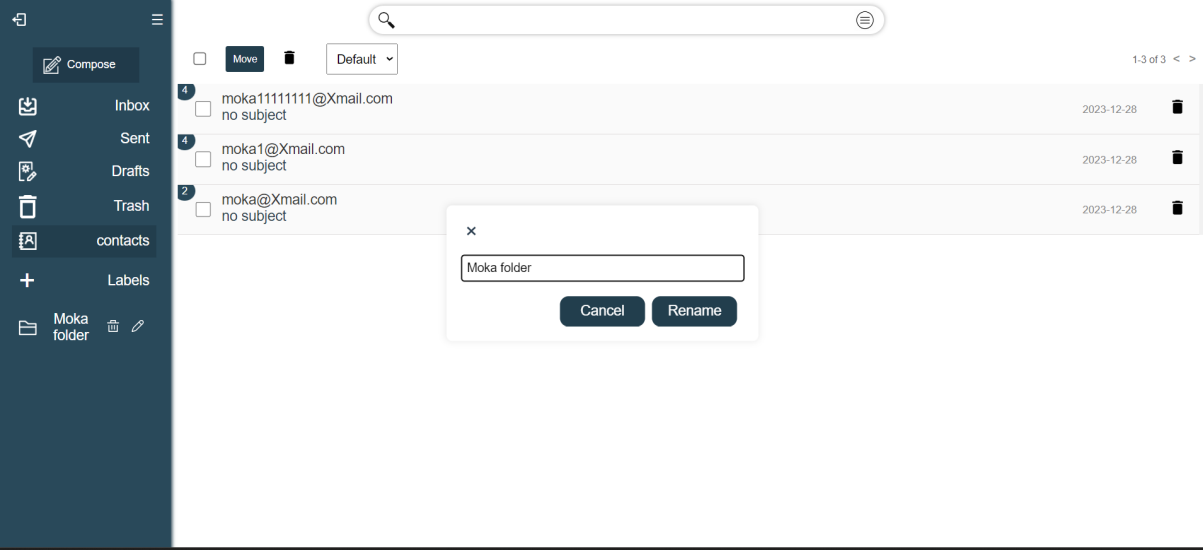 Compose
Inbox
Sent
Drafts
Trash
contacts
Labels
Moka
folder
Move
Default
1-3 of 3 < >
4
moka11111111@Xmail.com
no subject
2023-12-28
4
moka1@Xmail.com
no subject
2023-12-28
2
moka@Xmail.com
no subject
2023-12-28
Moka folder
Cancel
Rename